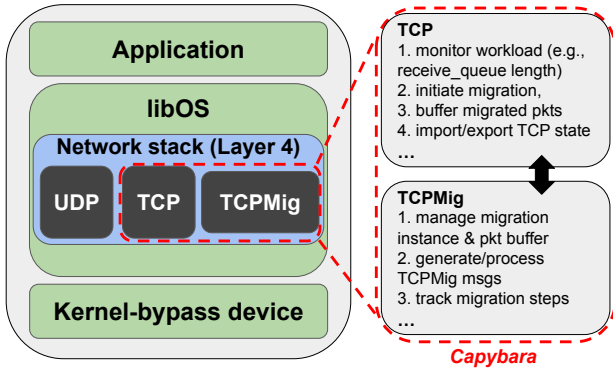 Application
libOS
Network stack (Layer 4)
UDP
TCP
TCPMig
Kernel-bypass device
TCP
1. monitor workload (e.g.,
receive_queue length)
2. initiate migration,
3. buffer migrated pkts
4. import/export TCP state
...
TCPMig
1. manage migration
instance & pkt buffer
2. generate/process
TCPMig msgs
3. track migration steps
...
Capybara